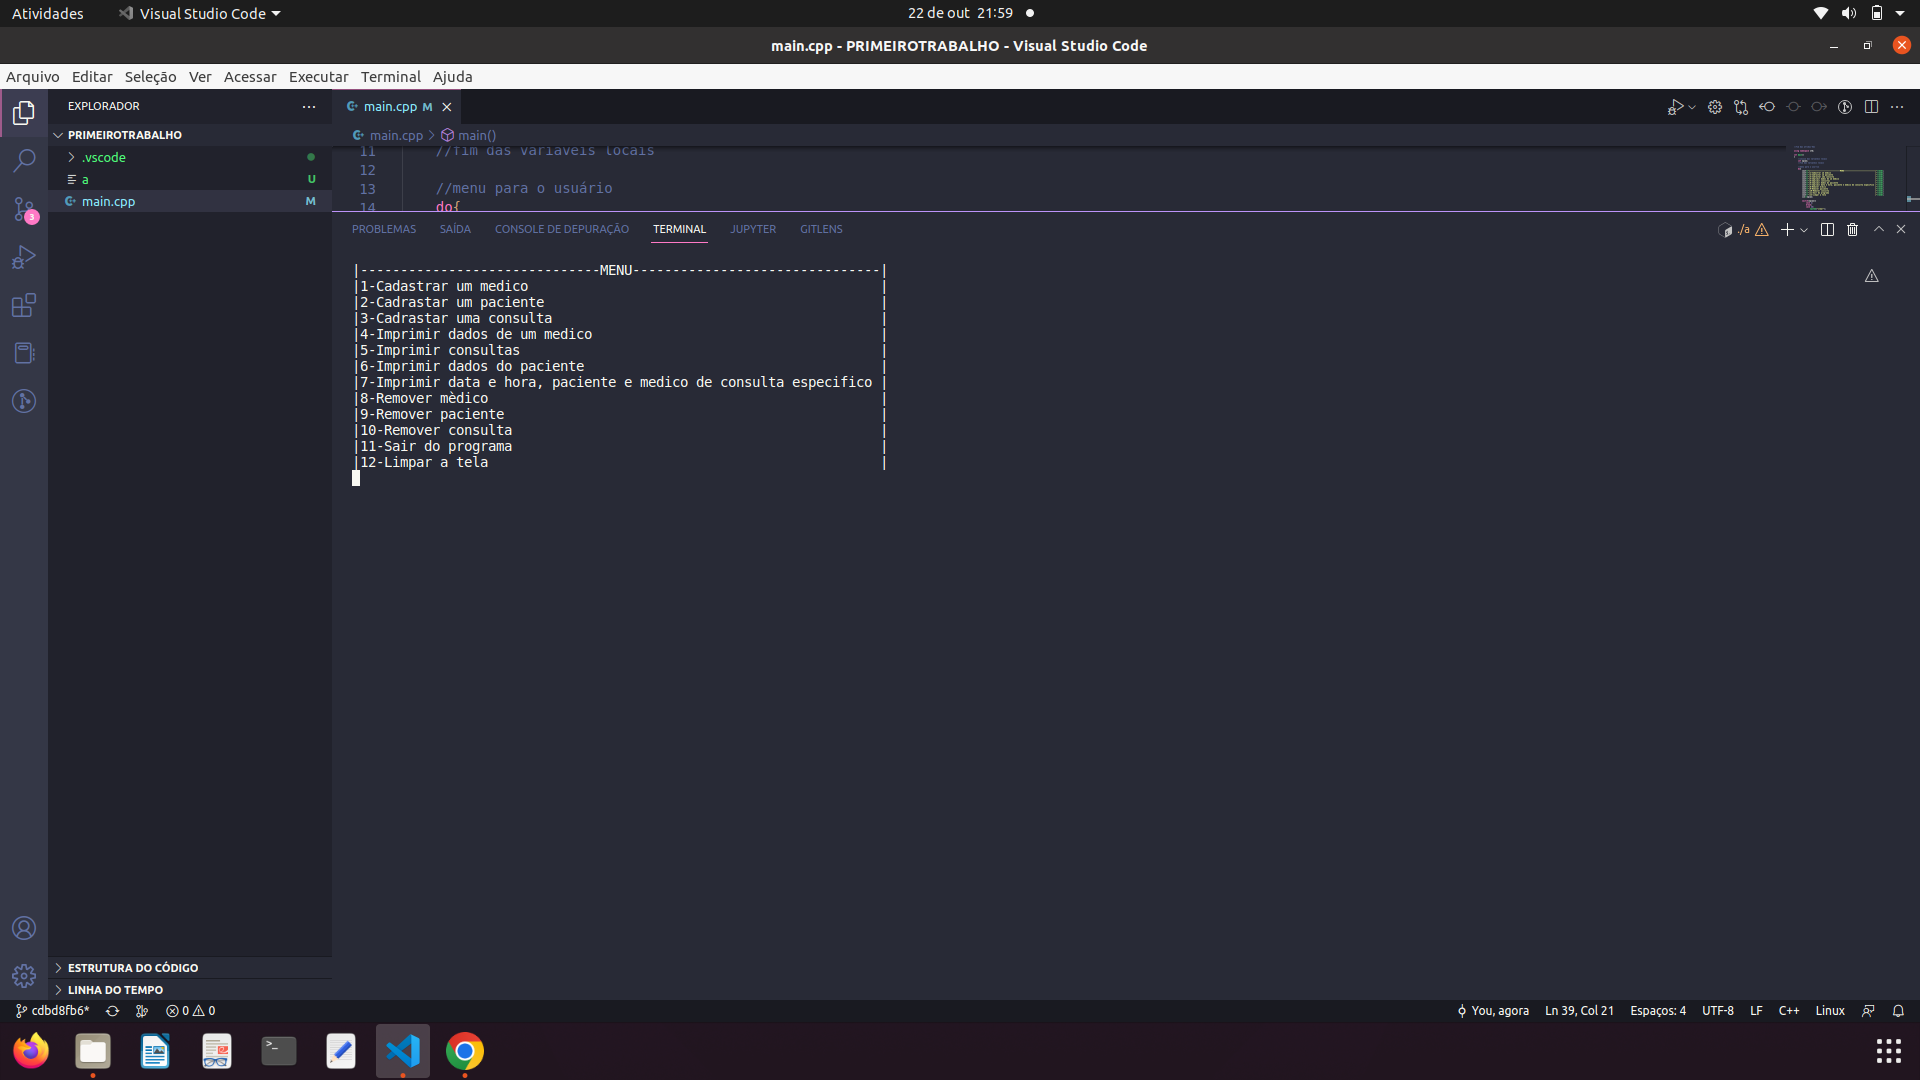 Atividades Visual Studio Code 22 de out 21:59
main.cpp - PRIMEIROTRABALHO - Visual Studio Code
Arquivo Editar Seleção Ver Acessar Executar Terminal Ajuda
EXPLORADOR
PRIMEIROTRABALHO
.vscode
a U
main.cpp M
main.cpp M
main.cpp > main()
11 //fim das variaveis locais
12
13 //menu para o usuário
14 do{
PROBLEMAS SAÍDA CONSOLE DE DEPURAÇÃO TERMINAL JUPYTER GITLENS
./a
|------------------------------MENU-------------------------------|
|1-Cadastrar um medico |
|2-Cadrastar um paciente |
|3-Cadrastar uma consulta |
|4-Imprimir dados de um medico |
|5-Imprimir consultas |
|6-Imprimir dados do paciente |
|7-Imprimir data e hora, paciente e medico de consulta especifico |
|8-Remover mèdico |
|9-Remover paciente |
|10-Remover consulta |
|11-Sair do programa |
|12-Limpar a tela |
3
ESTRUTURA DO CÓDIGO
LINHA DO TEMPO
cdbd8fb6* 0 0 You, agora Ln 39, Col 21 Espaços: 4 UTF-8 LF C++ Linux